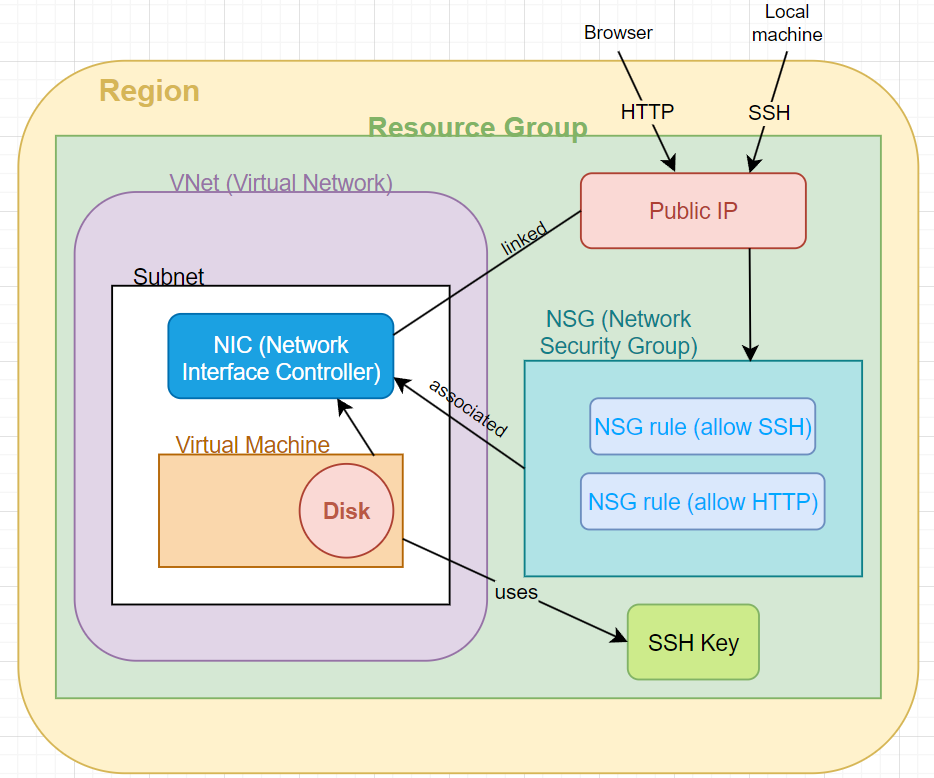 Browser
Local
machine
Region
HTTP
SSH
Resource Group
VNet (Virtual Network)
Public IP
linked
Subnet
NSG (Network
Security Group)
NIC (Network
Interface Controller)
associated
NSG rule (allow SSH)
Virtual Machine
NSG rule (allow HTTP)
Disk
uses
SSH Key